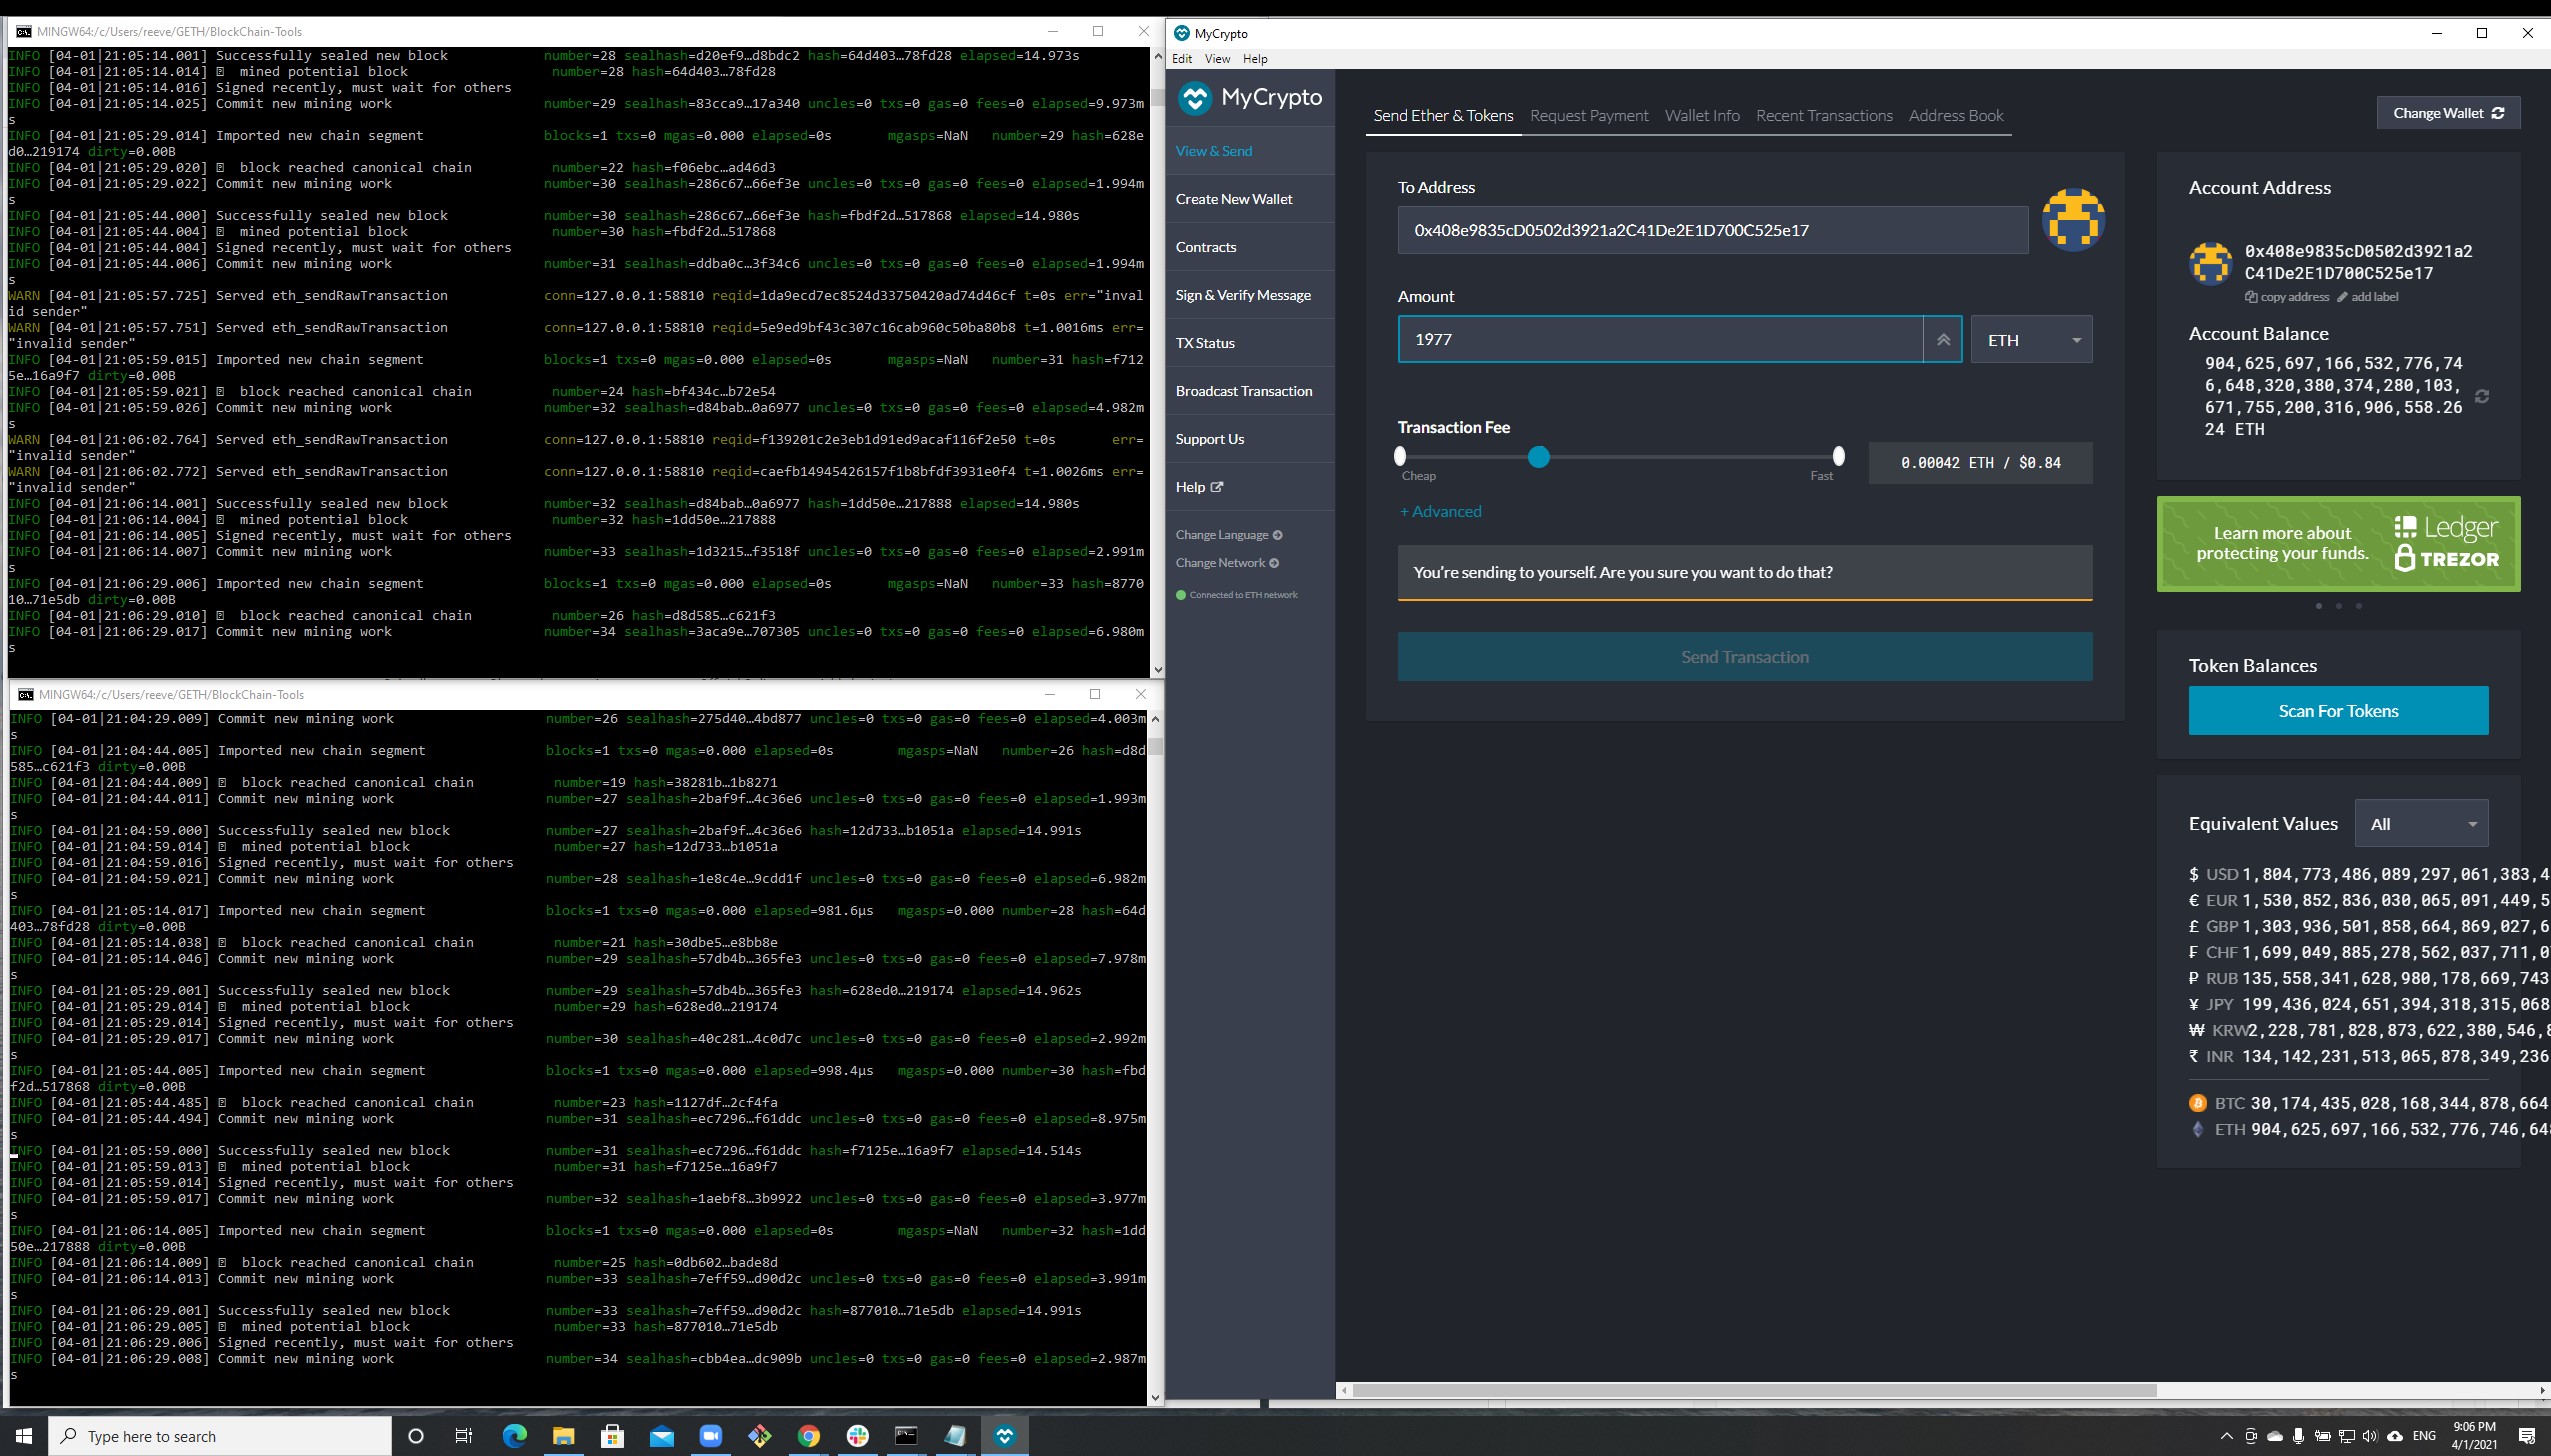 MINGW64:/c/Users/reeve/GETH/BlockChain-Tools
INFO [04-01|21:05:14.001] Successfully sealed new block number=28 sealhash=d20ef9…d8bdc2 hash=64d403…78fd28 elapsed=14.973s
INFO [04-01|21:05:14.014] mined potential block number=28 hash=64d403…78fd28
INFO [04-01|21:05:14.016] Signed recently, must wait for others
INFO [04-01|21:05:14.025] Commit new mining work number=29 sealhash=83cca9…17a340 uncles=0 txs=0 gas=0 fees=0 elapsed=9.973m
s
INFO [04-01|21:05:29.014] Imported new chain segment blocks=1 txs=0 mgas=0.000 elapsed=0s mgasps=NaN number=29 hash=628e
d0…219174 dirty=0.00B
INFO [04-01|21:05:29.020] block reached canonical chain number=22 hash=f06ebc…ad46d3
INFO [04-01|21:05:29.022] Commit new mining work number=30 sealhash=286c67…66ef3e uncles=0 txs=0 gas=0 fees=0 elapsed=1.994m
s
INFO [04-01|21:05:44.000] Successfully sealed new block number=30 sealhash=286c67…66ef3e hash=fbdf2d…517868 elapsed=14.980s
INFO [04-01|21:05:44.004] mined potential block number=30 hash=fbdf2d…517868
INFO [04-01|21:05:44.004] Signed recently, must wait for others
INFO [04-01|21:05:44.006] Commit new mining work number=31 sealhash=ddba0c…3f34c6 uncles=0 txs=0 gas=0 fees=0 elapsed=1.994m
s
WARN [04-01|21:05:57.725] Served eth_sendRawTransaction conn=127.0.0.1:58810 reqid=1da9ecd7ec8524d33750420ad74d46cf t=0s err="inval
id sender"
WARN [04-01|21:05:57.751] Served eth_sendRawTransaction conn=127.0.0.1:58810 reqid=5e9ed9bf43c307c16cab960c50ba80b8 t=1.0016ms err=
"invalid sender"
INFO [04-01|21:05:59.015] Imported new chain segment blocks=1 txs=0 mgas=0.000 elapsed=0s mgasps=NaN number=31 hash=f712
5e…16a9f7 dirty=0.00B
INFO [04-01|21:05:59.021] block reached canonical chain number=24 hash=bf434c…b72e54
INFO [04-01|21:05:59.026] Commit new mining work number=32 sealhash=d84bab…0a6977 uncles=0 txs=0 gas=0 fees=0 elapsed=4.982m
s
WARN [04-01|21:06:02.764] Served eth_sendRawTransaction conn=127.0.0.1:58810 reqid=f139201c2e3eb1d91ed9acaf116f2e50 t=0s err=
"invalid sender"
WARN [04-01|21:06:02.772] Served eth_sendRawTransaction conn=127.0.0.1:58810 reqid=caefb14945426157f1b8bfdf3931e0f4 t=1.0026ms err=
"invalid sender"
INFO [04-01|21:06:14.001] Successfully sealed new block number=32 sealhash=d84bab…0a6977 hash=1dd50e…217888 elapsed=14.980s
INFO [04-01|21:06:14.004] mined potential block number=32 hash=1dd50e…217888
INFO [04-01|21:06:14.005] Signed recently, must wait for others
INFO [04-01|21:06:14.007] Commit new mining work number=33 sealhash=1d3215…f3518f uncles=0 txs=0 gas=0 fees=0 elapsed=2.991m
s
INFO [04-01|21:06:29.006] Imported new chain segment blocks=1 txs=0 mgas=0.000 elapsed=0s mgasps=NaN number=33 hash=8770
10…71e5db dirty=0.00B
INFO [04-01|21:06:29.010] block reached canonical chain number=26 hash=d8d585…c621f3
INFO [04-01|21:06:29.017] Commit new mining work number=34 sealhash=3aca9e…707305 uncles=0 txs=0 gas=0 fees=0 elapsed=6.980m
s
MINGW64:/c/Users/reeve/GETH/BlockChain-Tools
INFO [04-01|21:04:29.009] Commit new mining work number=26 sealhash=275d40…4bd877 uncles=0 txs=0 gas=0 fees=0 elapsed=4.003m
s
INFO [04-01|21:04:44.005] Imported new chain segment blocks=1 txs=0 mgas=0.000 elapsed=0s mgasps=NaN number=26 hash=d8d
585…c621f3 dirty=0.00B
INFO [04-01|21:04:44.009] block reached canonical chain number=19 hash=38281b…1b8271
INFO [04-01|21:04:44.011] Commit new mining work number=27 sealhash=2baf9f…4c36e6 uncles=0 txs=0 gas=0 fees=0 elapsed=1.993m
s
INFO [04-01|21:04:59.000] Successfully sealed new block number=27 sealhash=2baf9f…4c36e6 hash=12d733…b1051a elapsed=14.991s
INFO [04-01|21:04:59.014] mined potential block number=27 hash=12d733…b1051a
INFO [04-01|21:04:59.016] Signed recently, must wait for others
INFO [04-01|21:04:59.021] Commit new mining work number=28 sealhash=1e8c4e…9cdd1f uncles=0 txs=0 gas=0 fees=0 elapsed=6.982m
s
INFO [04-01|21:05:14.017] Imported new chain segment blocks=1 txs=0 mgas=0.000 elapsed=981.6µs mgasps=0.000 number=28 hash=64d
403…78fd28 dirty=0.00B
INFO [04-01|21:05:14.038] block reached canonical chain number=21 hash=30dbe5…e8bb8e
INFO [04-01|21:05:14.046] Commit new mining work number=29 sealhash=57db4b…365fe3 uncles=0 txs=0 gas=0 fees=0 elapsed=7.978m
s
INFO [04-01|21:05:29.001] Successfully sealed new block number=29 sealhash=57db4b…365fe3 hash=628ed0…219174 elapsed=14.962s
INFO [04-01|21:05:29.014] mined potential block number=29 hash=628ed0…219174
INFO [04-01|21:05:29.014] Signed recently, must wait for others
INFO [04-01|21:05:29.017] Commit new mining work number=30 sealhash=40c281…4c0d7c uncles=0 txs=0 gas=0 fees=0 elapsed=2.992m
s
INFO [04-01|21:05:44.005] Imported new chain segment blocks=1 txs=0 mgas=0.000 elapsed=998.4µs mgasps=0.000 number=30 hash=fbd
f2d…517868 dirty=0.00B
INFO [04-01|21:05:44.485] block reached canonical chain number=23 hash=1127df…2cf4fa
INFO [04-01|21:05:44.494] Commit new mining work number=31 sealhash=ec7296…f61ddc uncles=0 txs=0 gas=0 fees=0 elapsed=8.975m
s
INFO [04-01|21:05:59.000] Successfully sealed new block number=31 sealhash=ec7296…f61ddc hash=f7125e…16a9f7 elapsed=14.514s
INFO [04-01|21:05:59.013] mined potential block number=31 hash=f7125e…16a9f7
INFO [04-01|21:05:59.014] Signed recently, must wait for others
INFO [04-01|21:05:59.017] Commit new mining work number=32 sealhash=1aebf8…3b9922 uncles=0 txs=0 gas=0 fees=0 elapsed=3.977m
s
INFO [04-01|21:06:14.005] Imported new chain segment blocks=1 txs=0 mgas=0.000 elapsed=0s mgasps=NaN number=32 hash=1dd
50e…217888 dirty=0.00B
INFO [04-01|21:06:14.009] block reached canonical chain number=25 hash=0db602…bade8d
INFO [04-01|21:06:14.013] Commit new mining work number=33 sealhash=7eff59…d90d2c uncles=0 txs=0 gas=0 fees=0 elapsed=3.991m
s
INFO [04-01|21:06:29.001] Successfully sealed new block number=33 sealhash=7eff59…d90d2c hash=877010…71e5db elapsed=14.991s
INFO [04-01|21:06:29.005] mined potential block number=33 hash=877010…71e5db
INFO [04-01|21:06:29.006] Signed recently, must wait for others
INFO [04-01|21:06:29.008] Commit new mining work number=34 sealhash=cbb4ea…dc909b uncles=0 txs=0 gas=0 fees=0 elapsed=2.987m
s
MyCrypto
Edit View Help
MyCrypto
View & Send
Create New Wallet
Contracts
Sign & Verify Message
TX Status
Broadcast Transaction
Support Us
Help
Change Language
Change Network
Connected to ETH network
Send Ether & Tokens Request Payment Wallet Info Recent Transactions Address Book
Change Wallet
To Address
0x408e9835cD0502d3921a2C41De2E1D700C525e17
Amount
1977 ETH
Transaction Fee
Cheap Fast
0.00042 ETH / $0.84
+ Advanced
You're sending to yourself. Are you sure you want to do that?
Send Transaction
Account Address
0x408e9835cD0502d3921a2
C41De2E1D700C525e17
copy address add label
Account Balance
904,625,697,166,532,776,74
6,648,320,380,374,280,103,
671,755,200,316,906,558.26
24 ETH
Learn more about
protecting your funds.
Ledger
TREZOR
Token Balances
Scan For Tokens
Equivalent Values All
$ USD 1,804,773,486,089,297,061,383,4
€ EUR 1,530,852,836,030,065,091,449,5
£ GBP 1,303,936,501,858,664,869,027,6
₣ CHF 1,699,049,885,278,562,037,711,0
₽ RUB 135,558,341,628,980,178,669,743
¥ JPY 199,436,024,651,394,318,315,068
₩ KRW 2,228,781,828,873,622,380,546,8
₹ INR 134,142,231,513,065,878,349,236
BTC 30,174,435,028,168,344,878,664
ETH 904,625,697,166,532,776,746,648
Type here to search
ENG
9:06 PM
4/1/2021